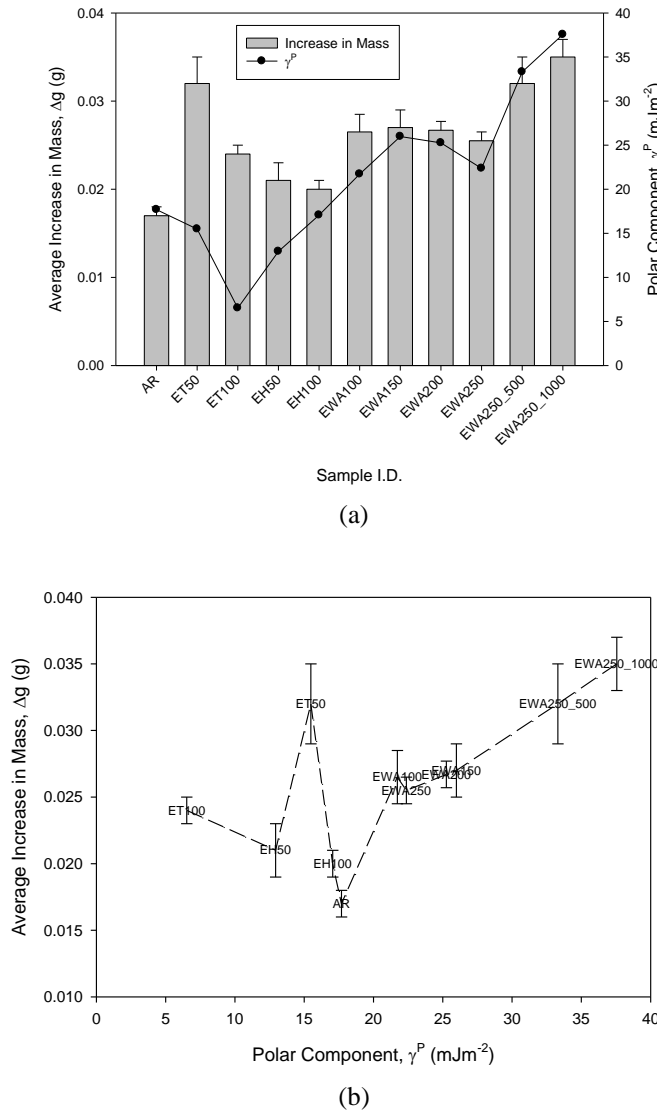 0.04
0.03
0.02
0.01
0.00
Average Increase in Mass, Δg (g)
Increase in Mass
γP
40
35
30
25
20
15
10
5
0
Polar Component, γP (mJm-2)
AR
ET50
ET100
EH50
EH100
EWA100
EWA150
EWA200
EWA250
EWA250_500
EWA250_1000
Sample I.D.
(a)
0.040
0.035
0.030
0.025
0.020
0.015
0.010
Average Increase in Mass, Δg (g)
ET100
EH50
ET50
EH100
AR
EWA100
EWA250
EWA200
EWA150
EWA250_500
EWA250_1000
0 5 10 15 20 25 30 35 40
Polar Component, γP (mJm-2)
(b)